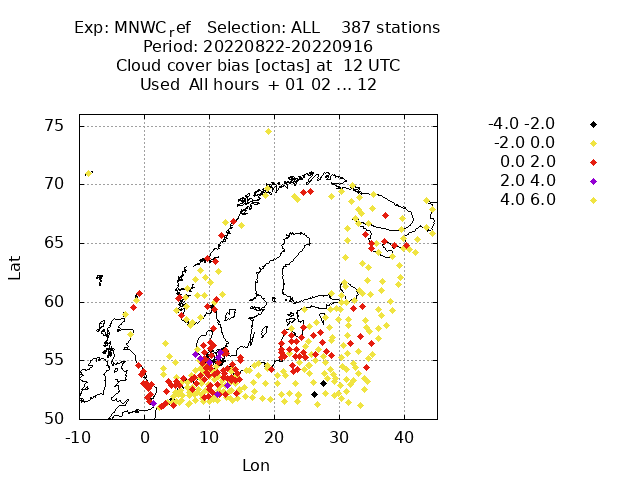 Exp: MNWCref Selection: ALL 387 stations
Period: 20220822-20220916
Cloud cover bias [octas] at 12 UTC
Used All hours + 01 02 ... 12
-4.0 -2.0
-2.0 0.0
0.0 2.0
2.0 4.0
4.0 6.0
75
70
65
60
55
50
Lat
-10 0 10 20 30 40
Lon